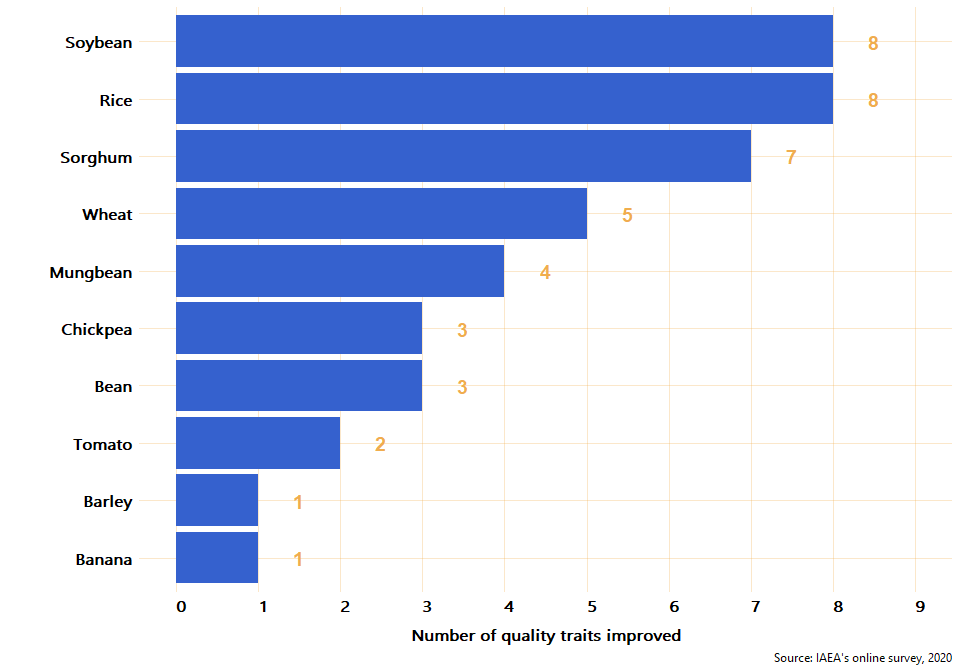 Soybean 8
Rice 8
Sorghum 7
Wheat 5
Mungbean 4
Chickpea 3
Bean 3
Tomato 2
Barley 1
Banana 1
0 1 2 3 4 5 6 7 8 9
Number of quality traits improved
Source: IAEA's online survey, 2020